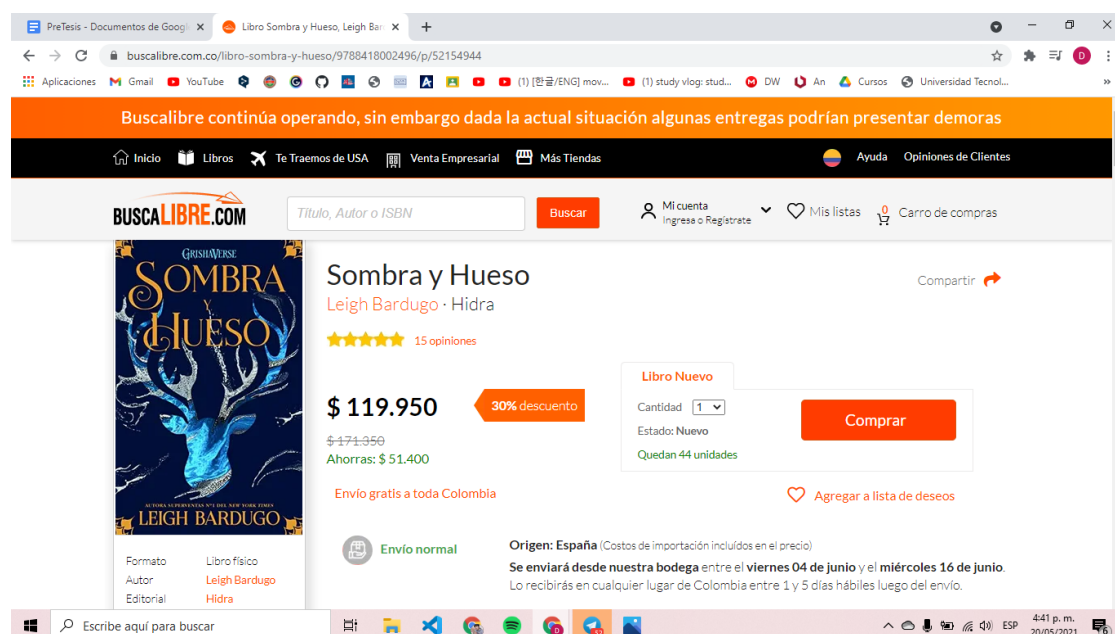 PreTesis - Documentos de Googl
Libro Sombra y Hueso, Leigh Bar
buscalibre.com.co/libro-sombra-y-hueso/9788418002496/p/52154944
Aplicaciones Gmail YouTube (1) [한글/ENG] mov... (1) study vlog: stud... DW An Cursos Universidad Tecnol... »
Buscalibre continúa operando, sin embargo dada la actual situación algunas entregas podrían presentar demoras
Inicio Libros Te Traemos de USA Venta Empresarial Más Tiendas Ayuda Opiniones de Clientes
BUSCALIBRE.COM
Título, Autor o ISBN
Buscar
Mi cuenta
Ingresa o Regístrate
Mis listas
0
Carro de compras
GRISHAVERSE
SOMBRA
Y
HUESO
AUTORA SUPERVENTAS Nº1 DEL NEW YORK TIMES
LEIGH BARDUGO
Formato Libro físico
Autor Leigh Bardugo
Editorial Hidra
Sombra y Hueso
Leigh Bardugo · Hidra
15 opiniones
Compartir
$ 119.950
30% descuento
$ 171.350
Ahorras: $ 51.400
Envío gratis a toda Colombia
Libro Nuevo
Cantidad 1
Estado: Nuevo
Quedan 44 unidades
Comprar
Agregar a lista de deseos
Envío normal
Origen: España (Costos de importación incluídos en el precio)
Se enviará desde nuestra bodega entre el viernes 04 de junio y el miércoles 16 de junio.
Lo recibirás en cualquier lugar de Colombia entre 1 y 5 días hábiles luego del envío.
Escribe aquí para buscar
ESP
4:41 p. m.
20/05/2021